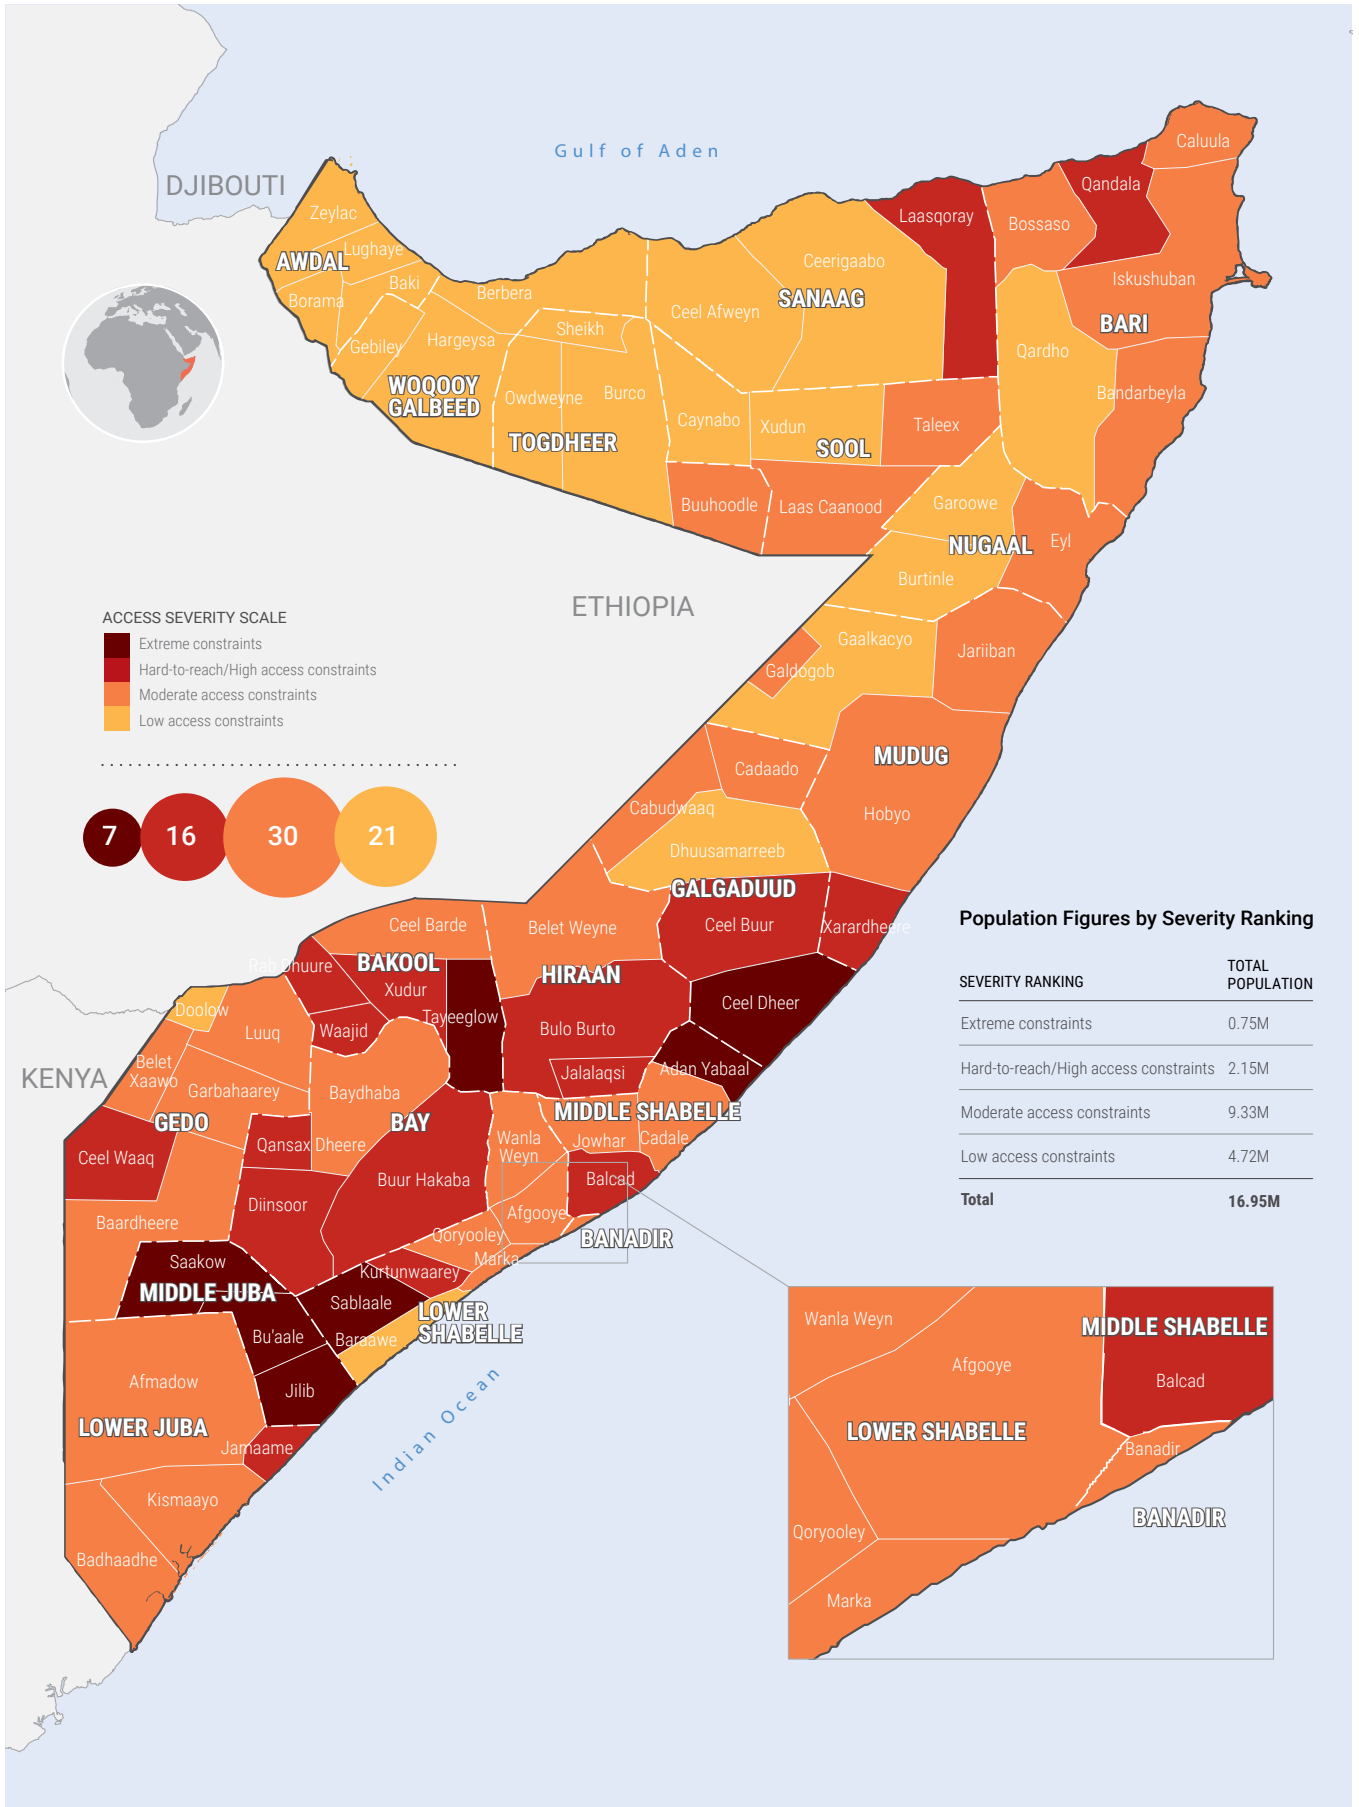 Gulf of Aden
DJIBOUTI
Caluula
Qandala
Laasqoray
Bossaso
Zeylac
Lughaye
AWDAL
Ceerigaabo
Baki
Iskushuban
Borama
Berbera
SANAAG
Ceel Afweyn
BARI
Sheikh
Gebiley
Hargeysa
Qardho
WOQOOY
GALBEED
Owdweyne
Burco
Bandarbeyla
Caynabo
Xudun
Taleex
TOGDHEER
SOOL
Buuhoodle
Laas Caanood
Garoowe
NUGAAL
Eyl
Burtinle
ETHIOPIA
ACCESS SEVERITY SCALE
Extreme constraints
Hard-to-reach/High access constraints
Moderate access constraints
Low access constraints
Gaalkacyo
Jariiban
Galdogob
MUDUG
Cadaado
Cabudwaaq
Hobyo
7
16
30
21
Dhuusamarreeb
GALGADUUD
Ceel Barde
Belet Weyne
Ceel Buur
Xarardheere
Rab Dhuure
BAKOOL
HIRAAN
Xudur
Doolow
Tayeeglow
Ceel Dheer
Luuq
Waajid
Bulo Burto
Belet
Xaawo
Jalalaqsi
Adan Yabaal
KENYA
Garbahaarey
Baydhaba
GEDO
BAY
MIDDLE SHABELLE
Qansax Dheere
Wanla
Weyn
Jowhar
Cadale
Ceel Waaq
Buur Hakaba
Balcad
Diinsoor
Baardheere
Afgooye
Qoryooley
BANADIR
Saakow
Marka
Kurtunwaarey
MIDDLE JUBA
Sablaale
LOWER
SHABELLE
Bu'aale
Baraawe
Afmadow
Jilib
LOWER JUBA
Jamaame
Kismaayo
Badhaadhe
Indian Ocean
Population Figures by Severity Ranking
SEVERITY RANKING TOTAL POPULATION
Extreme constraints 0.75M
Hard-to-reach/High access constraints 2.15M
Moderate access constraints 9.33M
Low access constraints 4.72M
Total 16.95M
Wanla Weyn
MIDDLE SHABELLE
Afgooye
Balcad
LOWER SHABELLE
Banadir
Qoryooley
BANADIR
Marka